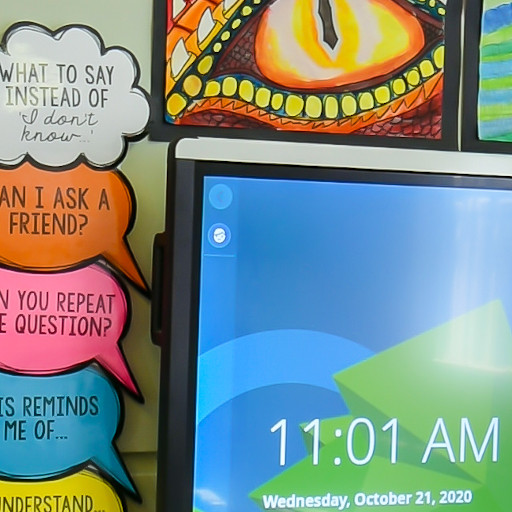 WHAT TO SAY
INSTEAD OF
'I don't
know...'
AN I ASK A
FRIEND?
N YOU REPEAT
E QUESTION?
IS REMINDS
ME OF...
UNDERSTAND...
11:01 AM
Wednesday, October 21, 2020